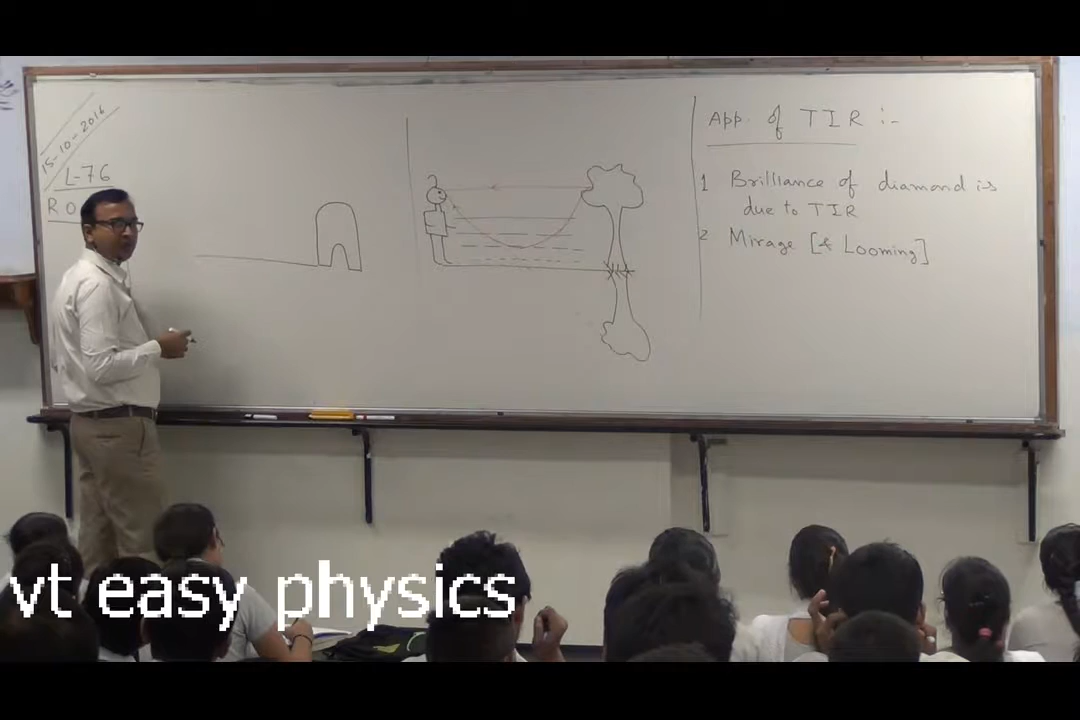 15-10-2016
L-76
R O
App. of TIR :-
1 Brilliance of diamond is
due to TIR
2 Mirage [& Looming]
vt easy physics